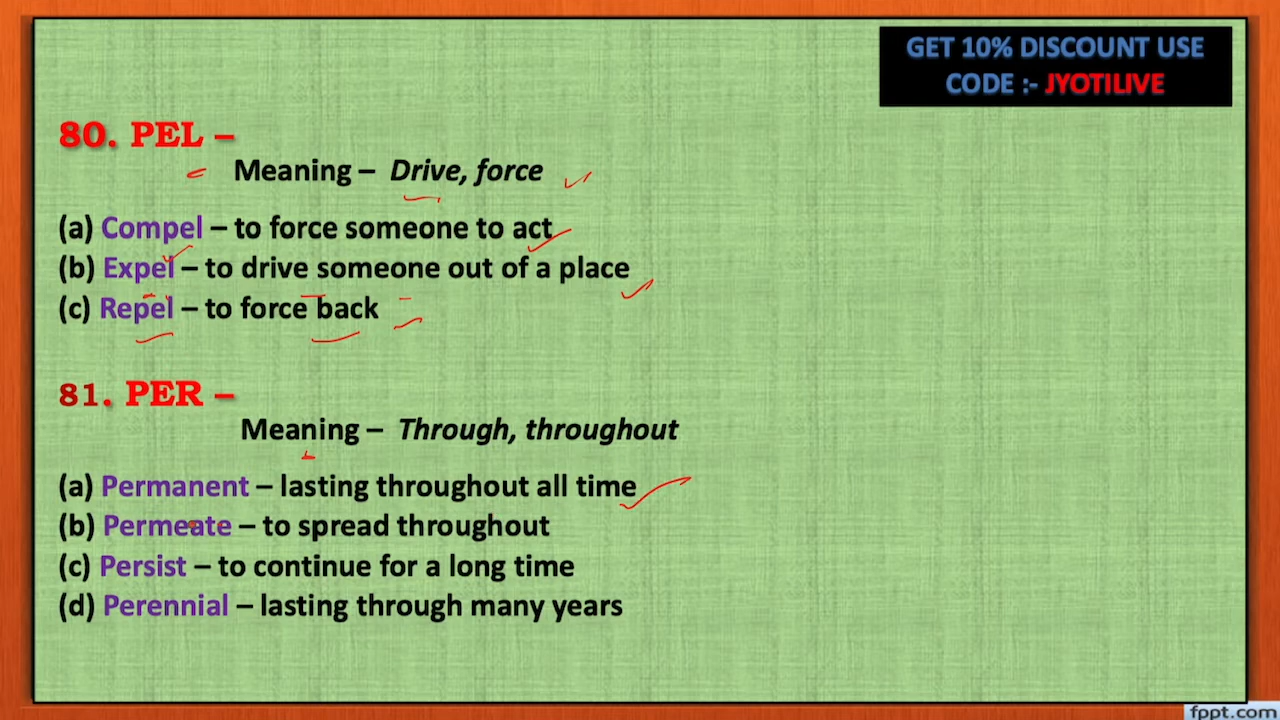 GET 10% DISCOUNT USE
CODE :- JYOTILIVE
80. PEL –
Meaning – Drive, force
(a) Compel – to force someone to act
(b) Expel – to drive someone out of a place
(c) Repel – to force back
81. PER –
Meaning – Through, throughout
(a) Permanent – lasting throughout all time
(b) Permeate – to spread throughout
(c) Persist – to continue for a long time
(d) Perennial – lasting through many years
fppt.com